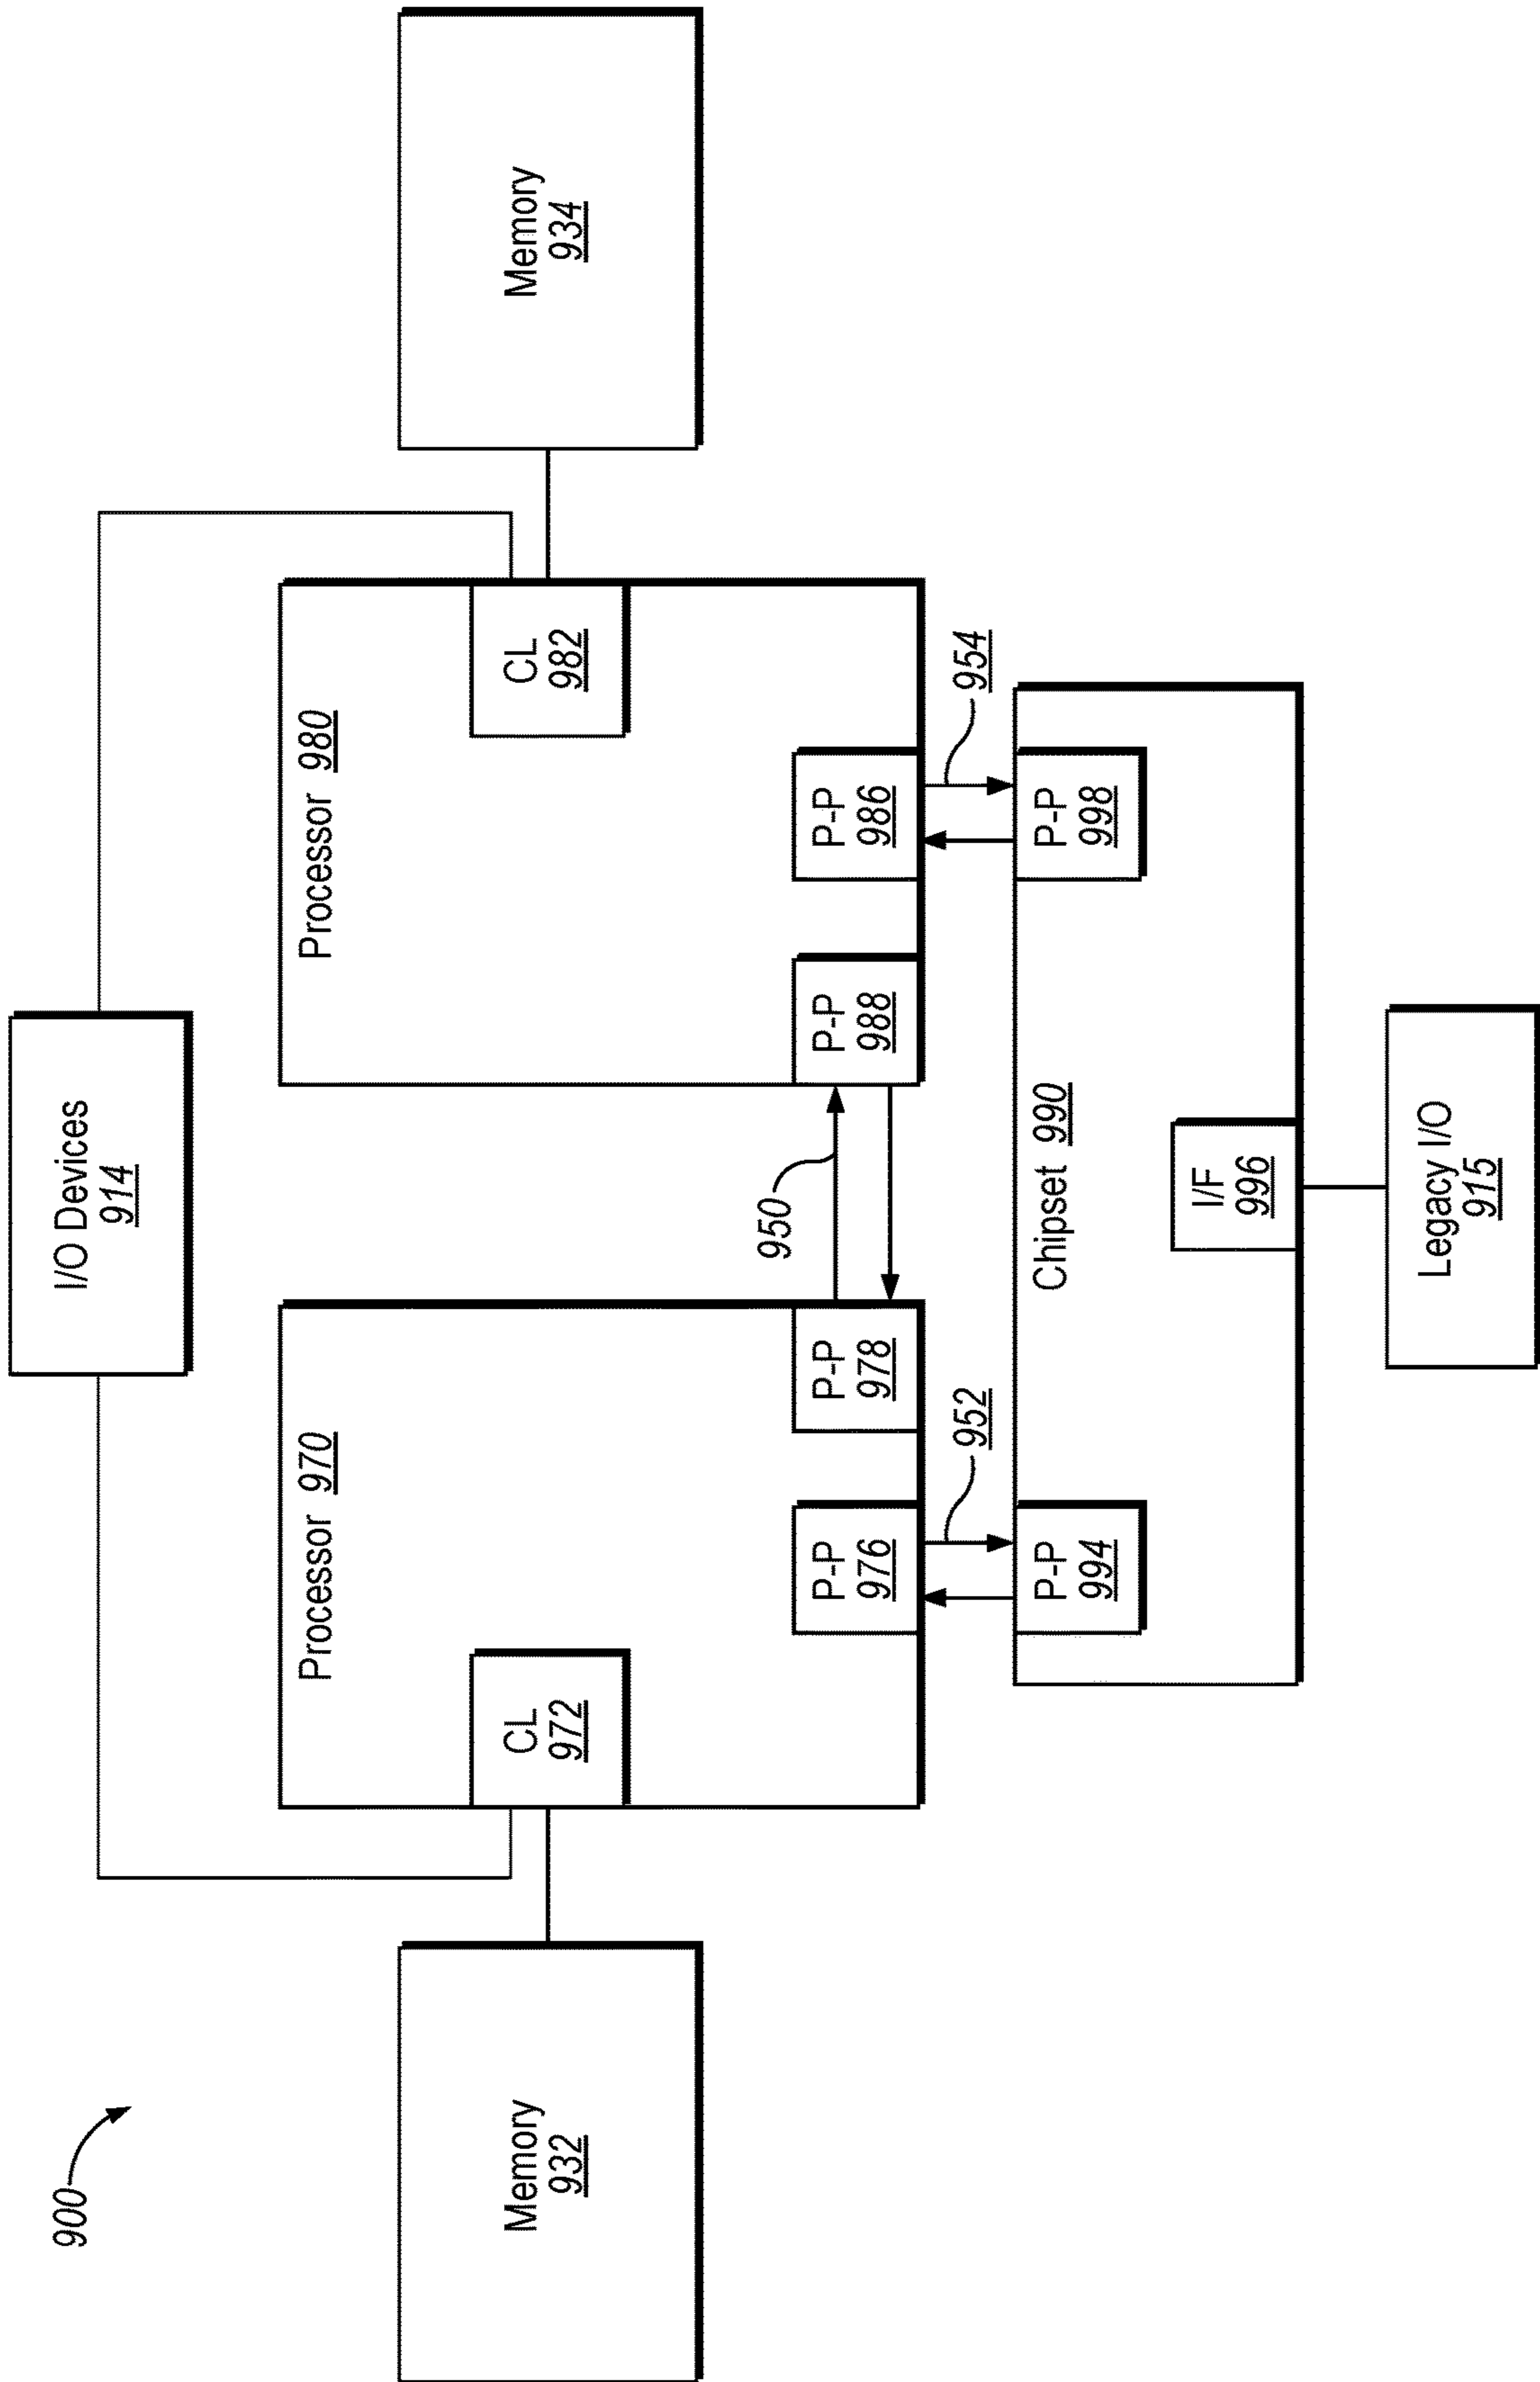 900
I/O Devices
914
Memory
932
Processor 970
CL
972
P-P
976
P-P
978
950
Processor 980
CL
982
P-P
988
P-P
986
Memory
934
952
954
Chipset 990
P-P
994
P-P
998
I/F
996
Legacy I/O
915